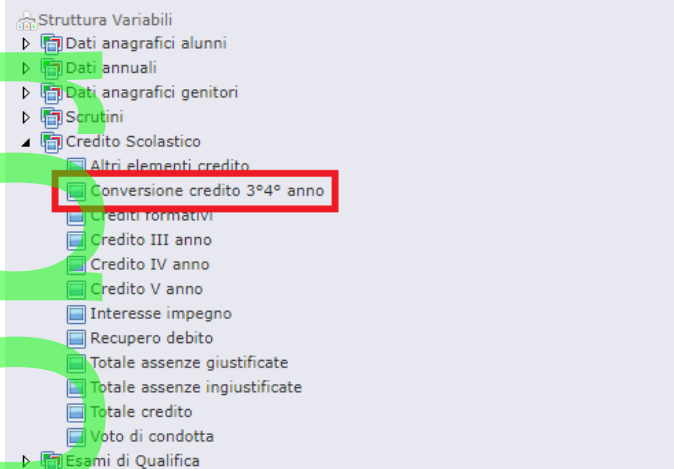 Struttura Variabili
Dati anagrafici alunni
Dati annuali
Dati anagrafici genitori
Scrutini
Credito Scolastico
Altri elementi credito
Conversione credito 3°4° anno
Crediti formativi
Credito III anno
Credito IV anno
Credito V anno
Interesse impegno
Recupero debito
Totale assenze giustificate
Totale assenze ingiustificate
Totale credito
Voto di condotta
Esami di Qualifica